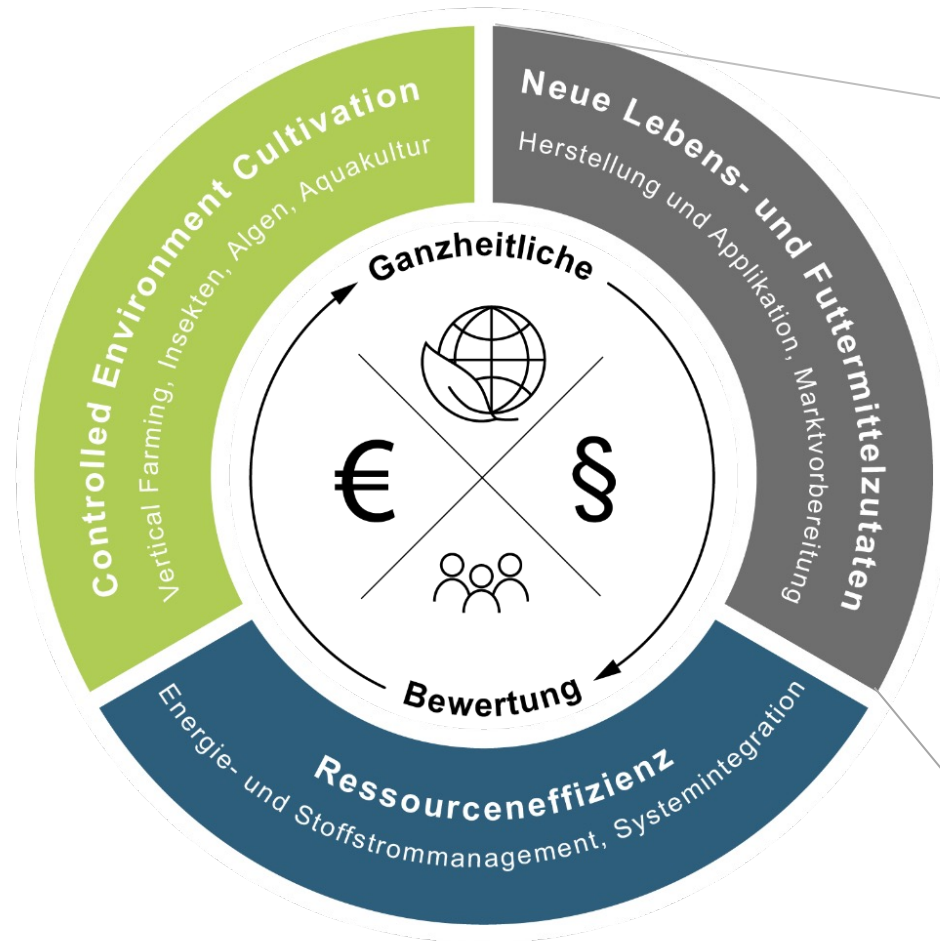 Controlled Environment Cultivation
Vertical Farming, Insekten, Algen, Aquakultur
Neue Lebens- und Futtermittelzutaten
Herstellung und Applikation, Marktvorbereitung
Ganzheitliche
€
§
Bewertung
Ressourceneffizienz
Energie- und Stoffstrommanagement, Systemintegration